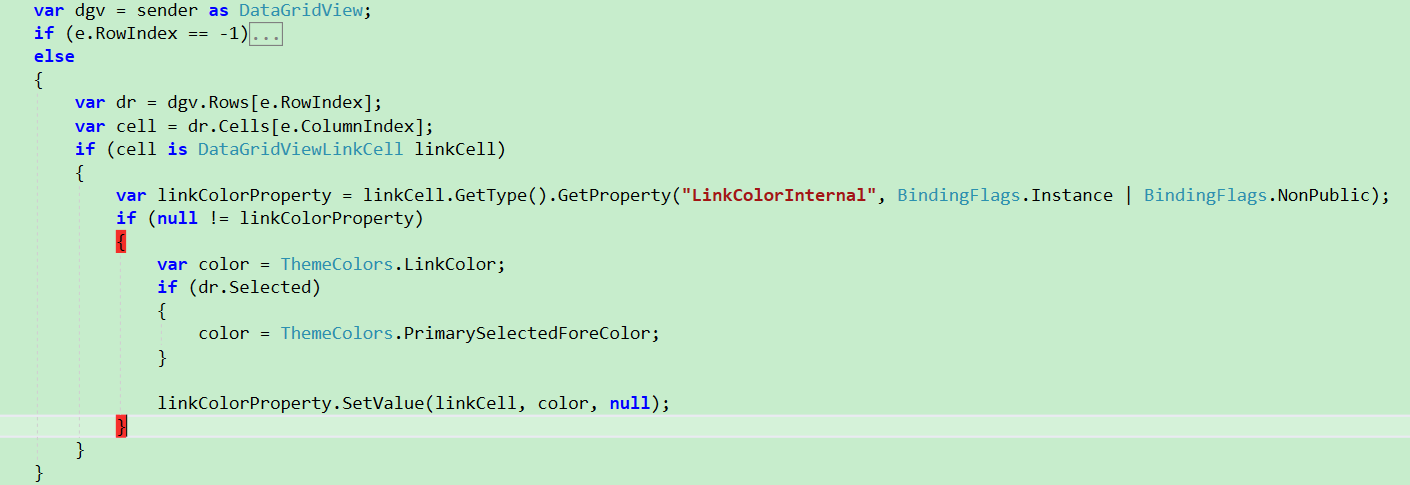 var dgv = sender as DataGridView;
if (e.RowIndex == -1)...
else
{
var dr = dgv.Rows[e.RowIndex];
var cell = dr.Cells[e.ColumnIndex];
if (cell is DataGridViewLinkCell linkCell)
{
var linkColorProperty = linkCell.GetType().GetProperty("LinkColorInternal", BindingFlags.Instance | BindingFlags.NonPublic);
if (null != linkColorProperty)
{
var color = ThemeColors.LinkColor;
if (dr.Selected)
{
color = ThemeColors.PrimarySelectedForeColor;
}
linkColorProperty.SetValue(linkCell, color, null);
}
}
}